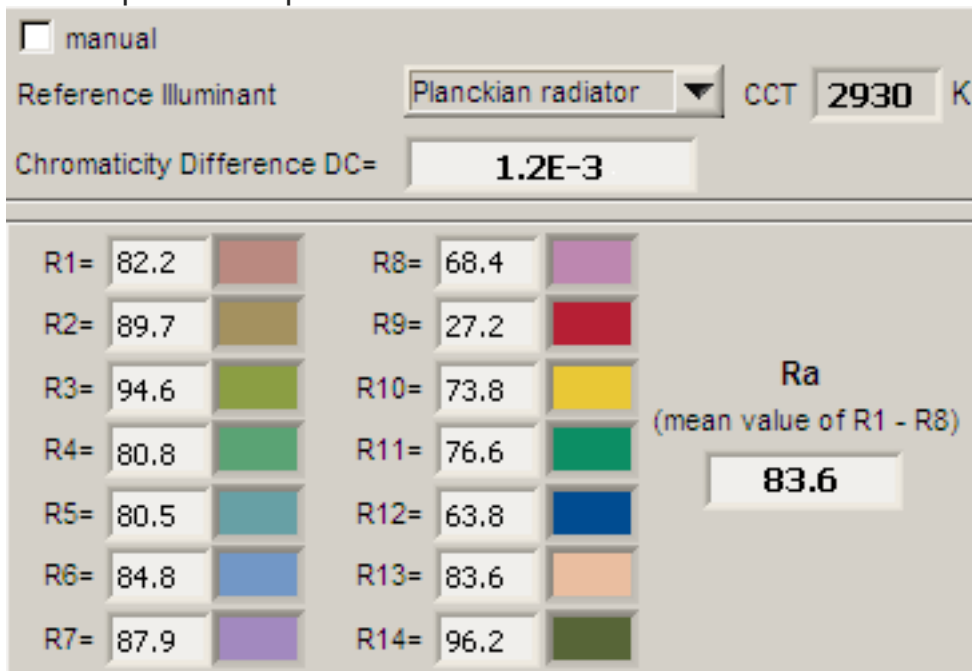 manual
Reference Illuminant Planckian radiator CCT 2930 K
Chromaticity Difference DC= 1.2E-3
R1= 82.2 R8= 68.4
R2= 89.7 R9= 27.2
R3= 94.6 R10= 73.8
Ra
(mean value of R1 - R8)
R4= 80.8 R11= 76.6
83.6
R5= 80.5 R12= 63.8
R6= 84.8 R13= 83.6
R7= 87.9 R14= 96.2